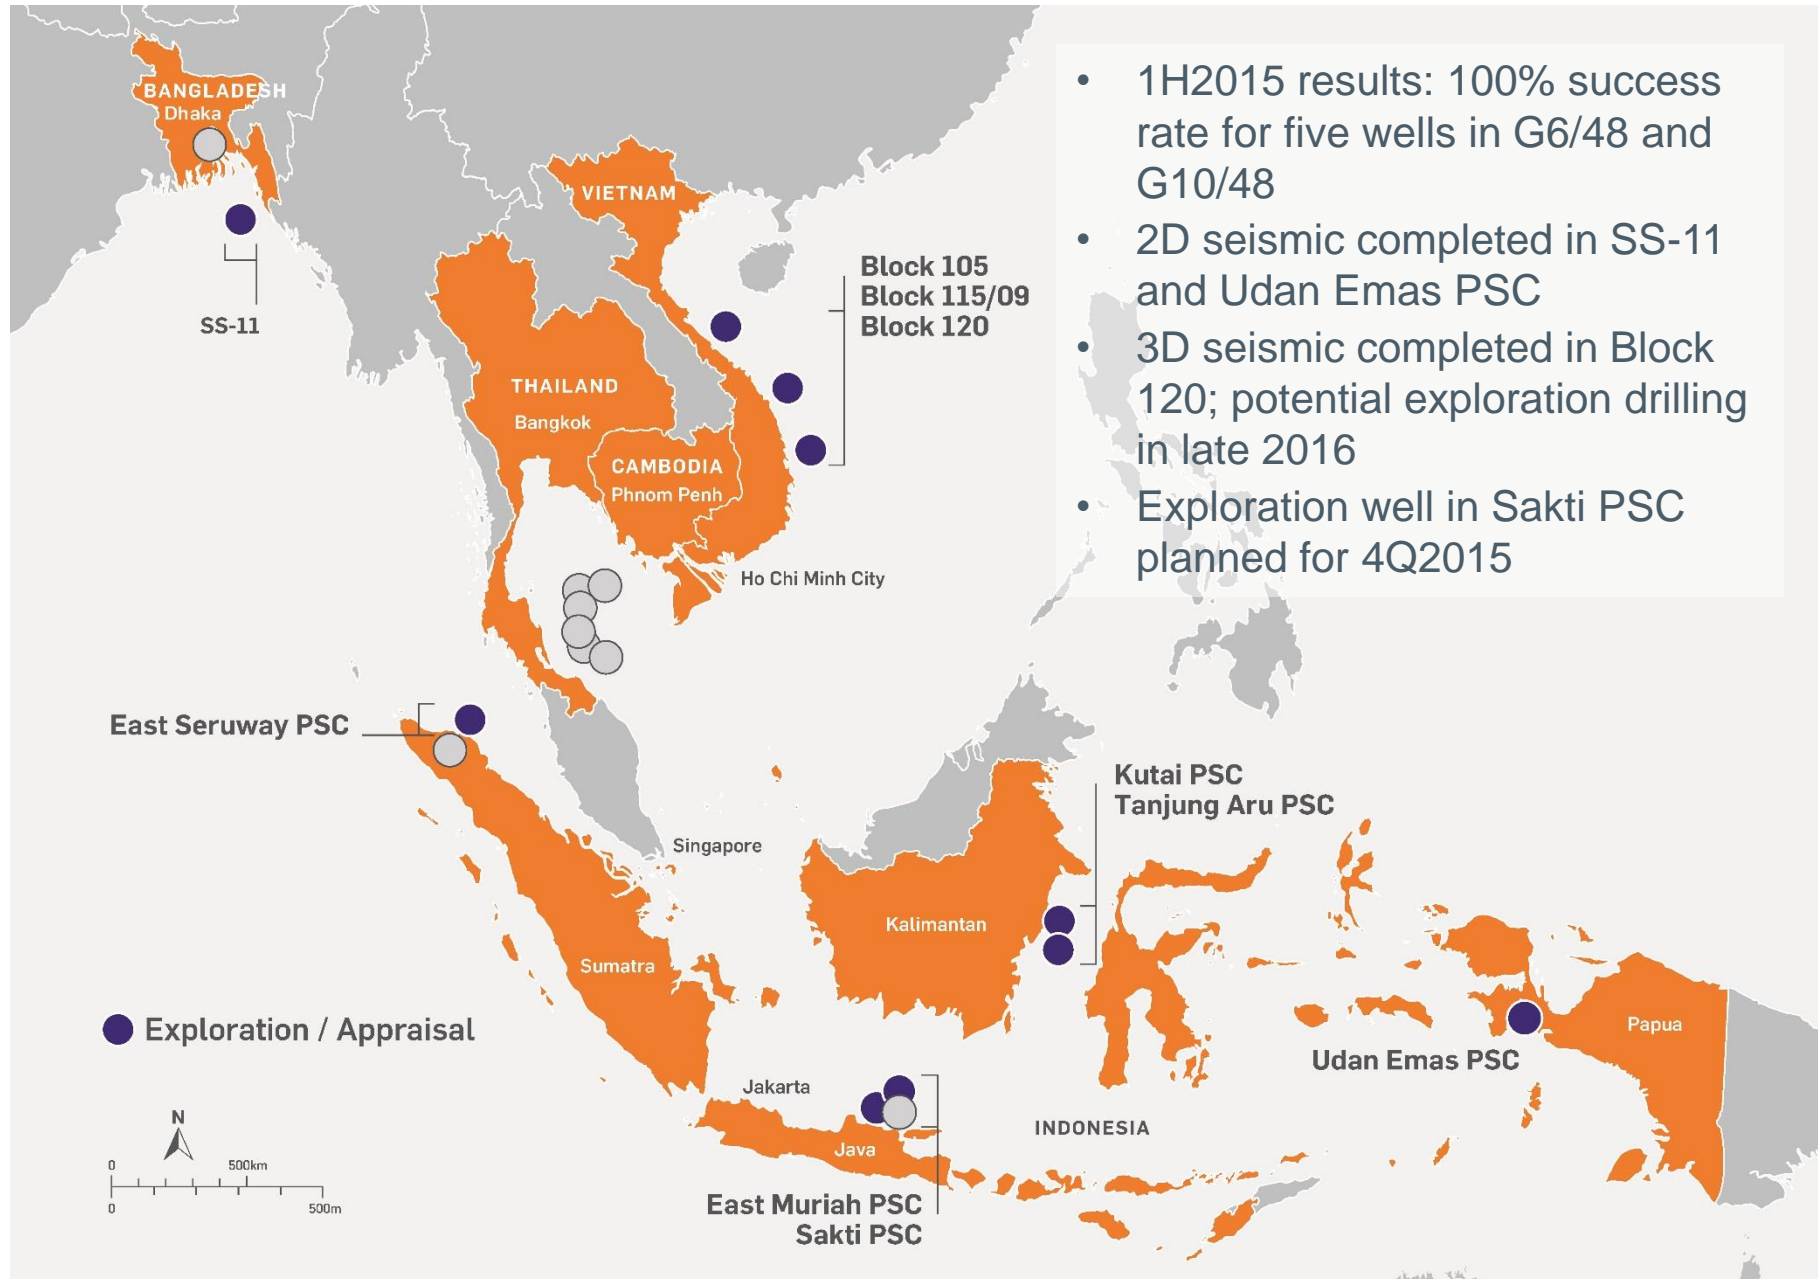 BANGLADESH
Dhaka
SS-11
VIETNAM
Block 105
Block 115/09
Block 120
THAILAND
Bangkok
CAMBODIA
Phnom Penh
Ho Chi Minh City
• 1H2015 results: 100% success
rate for five wells in G6/48 and
G10/48
• 2D seismic completed in SS-11
and Udan Emas PSC
• 3D seismic completed in Block
120; potential exploration drilling
in late 2016
• Exploration well in Sakti PSC
planned for 4Q2015
East Seruway PSC
Singapore
Kutai PSC
Tanjung Aru PSC
Kalimantan
Sumatra
Papua
Udan Emas PSC
Exploration / Appraisal
Jakarta
Java
INDONESIA
East Muriah PSC
Sakti PSC
N
0 500km
0 500m